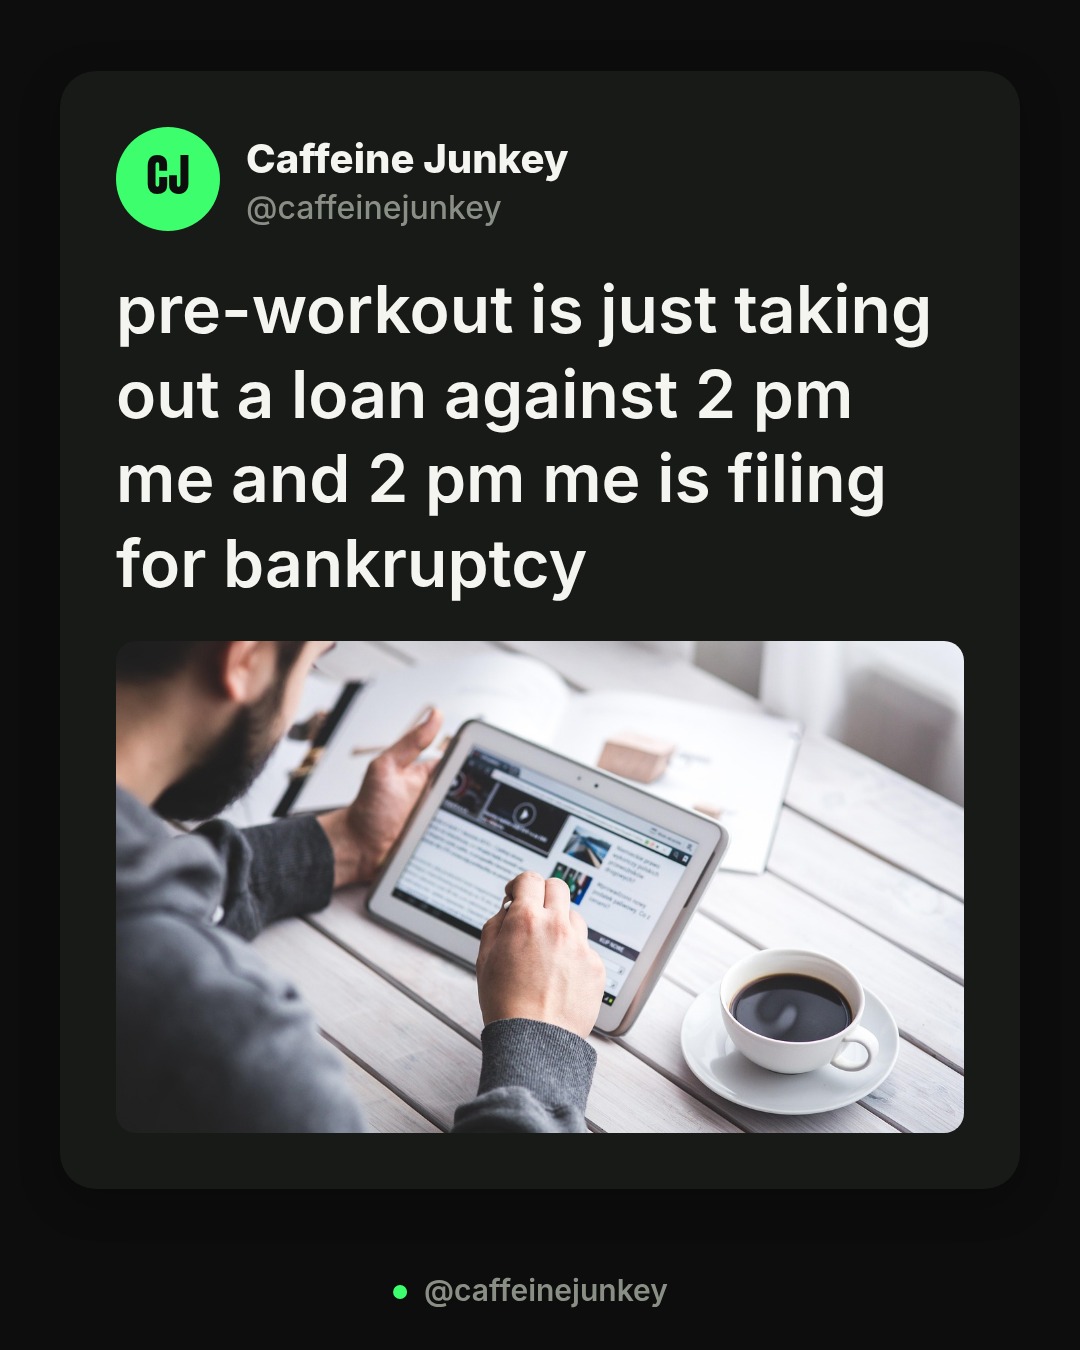 CJ
Caffeine Junkey
@caffeinejunkey
pre-workout is just taking
out a loan against 2 pm
me and 2 pm me is filing
for bankruptcy
@caffeinejunkey